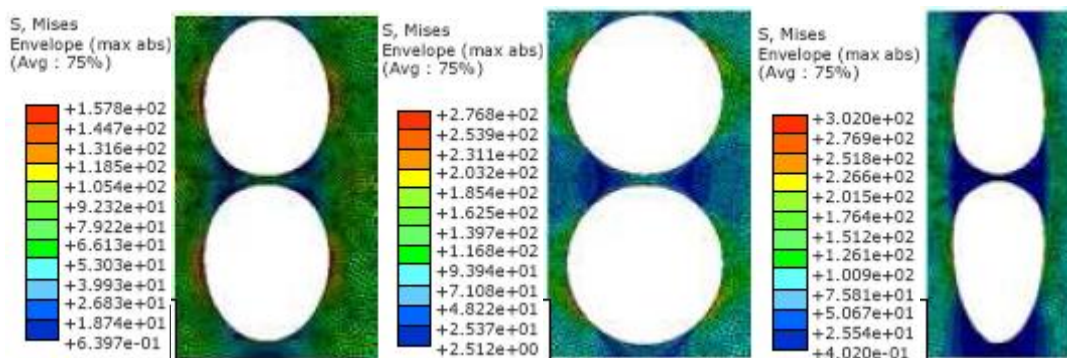 S, Mises
Envelope (max abs)
(Avg : 75%)
+1.578e+02
+1.447e+02
+1.316e+02
+1.185e+02
+1.054e+02
+9.232e+01
+7.922e+01
+6.613e+01
+5.303e+01
+3.993e+01
+2.683e+01
+1.874e+01
+6.397e-01
S, Mises
Envelope (max abs)
(Avg : 75%)
+2.768e+02
+2.539e+02
+2.311e+02
+2.032e+02
+1.854e+02
+1.625e+02
+1.397e+02
+1.168e+02
+9.394e+01
+7.108e+01
+4.822e+01
+2.537e+01
+2.512e+00
S, Mises
Envelope (max abs)
(Avg : 75%)
+3.020e+02
+2.769e+02
+2.518e+02
+2.266e+02
+2.015e+02
+1.764e+02
+1.512e+02
+1.261e+02
+1.009e+02
+7.581e+01
+5.067e+01
+2.554e+01
+4.020e-01